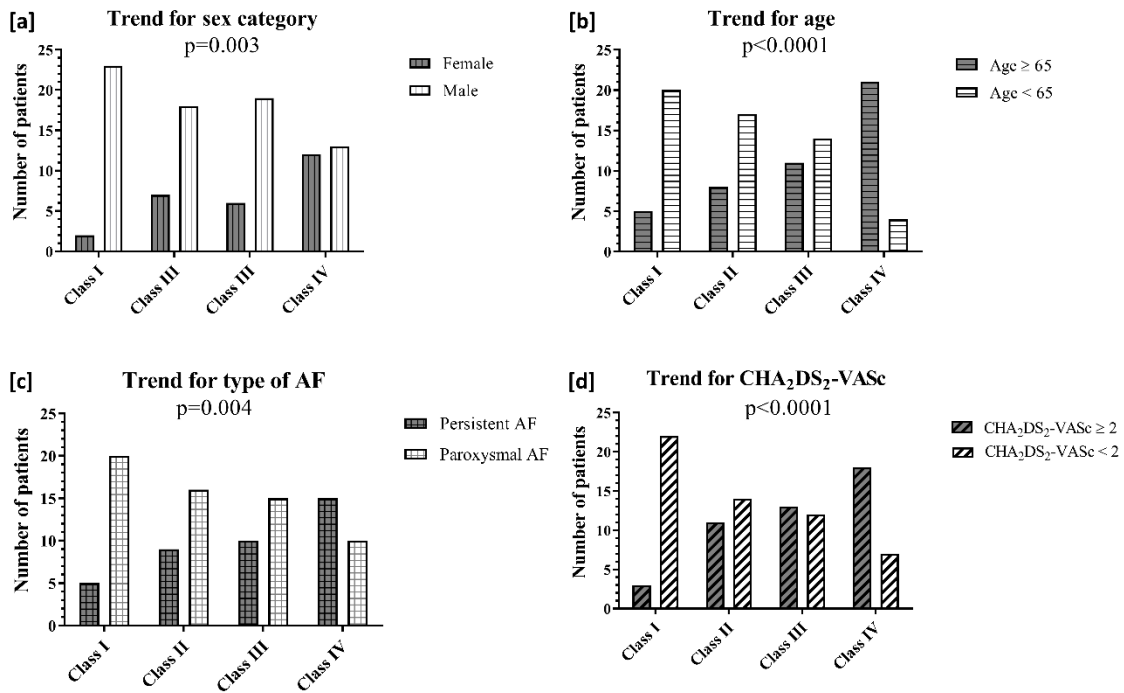 [a]
Trend for sex category
p=0.003
Number of patients
25
20
15
10
5
0
Class I
Class III
Class III
Class IV
Female
Male
[b]
Trend for age
p<0.0001
Number of patients
25
20
15
10
5
0
Class I
Class II
Class III
Class IV
Age ≥ 65
Age < 65
[c]
Trend for type of AF
p=0.004
Number of patients
25
20
15
10
5
0
Class I
Class II
Class III
Class IV
Persistent AF
Paroxysmal AF
[d]
Trend for CHA₂DS₂-VASc
p<0.0001
Number of patients
25
20
15
10
5
0
Class I
Class II
Class III
Class IV
CHA₂DS₂-VASc ≥ 2
CHA₂DS₂-VASc < 2